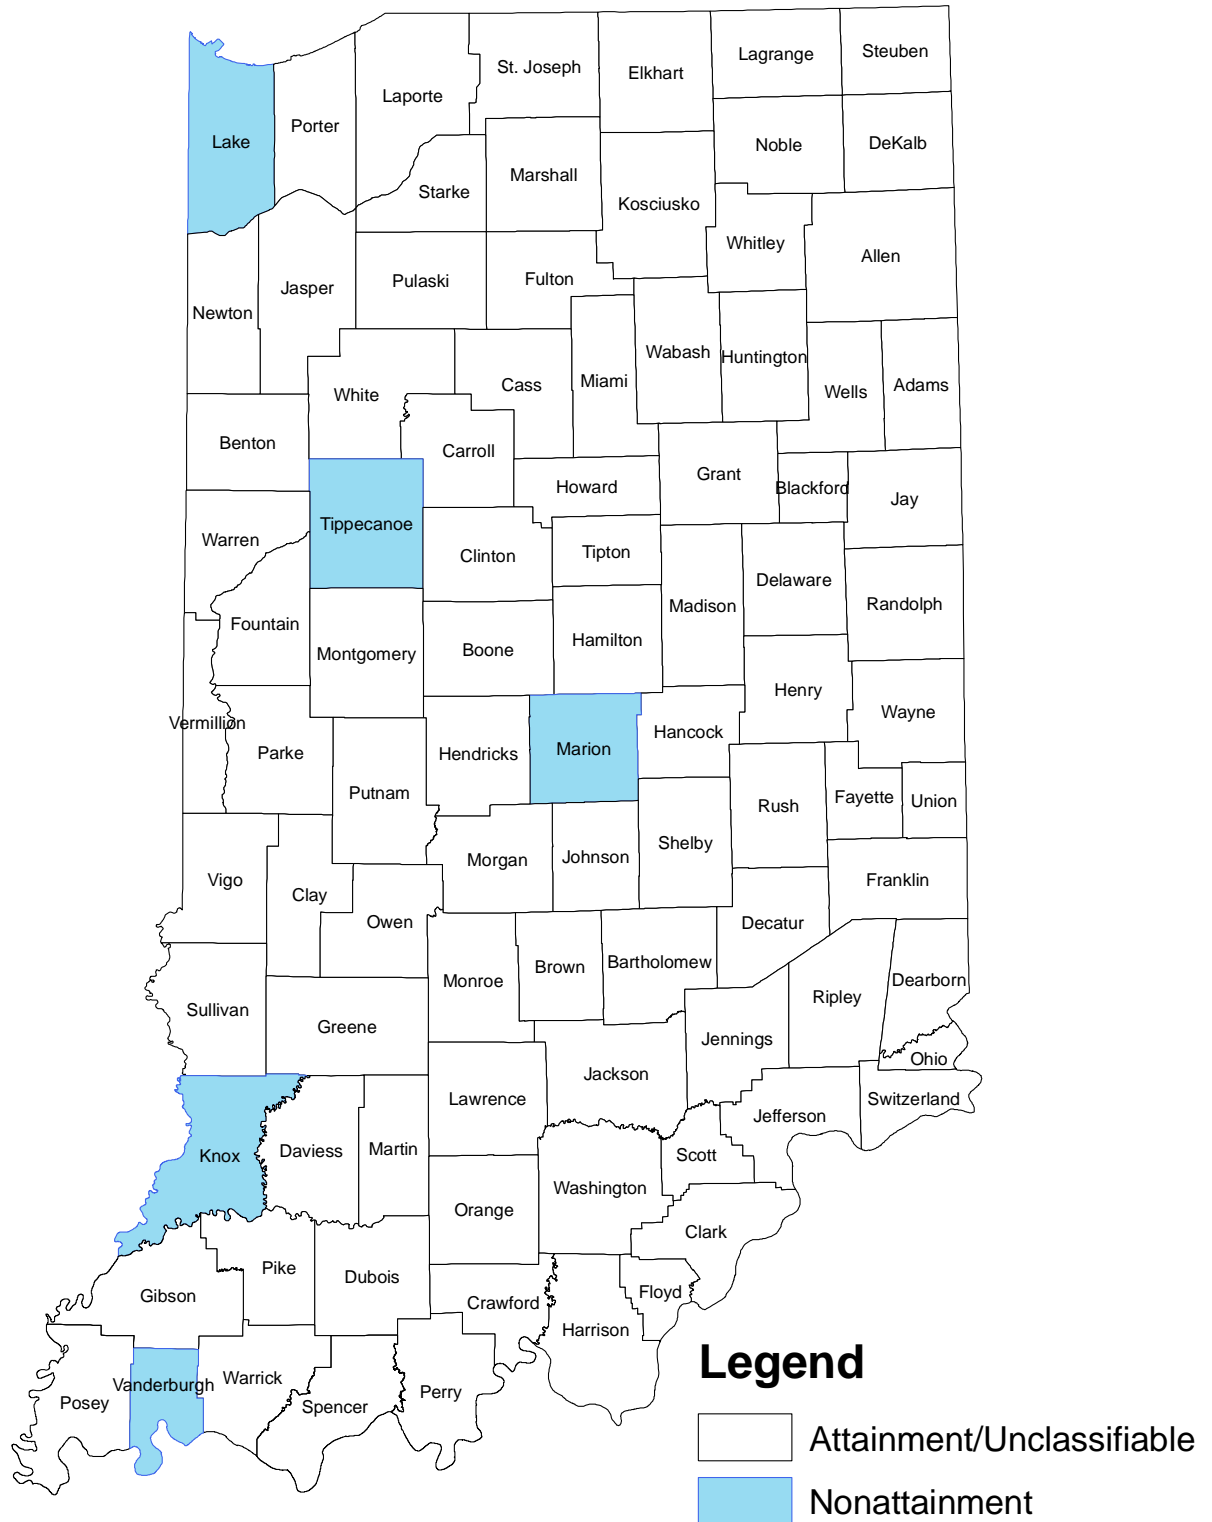 Lagrange
Steuben
St. Joseph
Elkhart
Laporte
Porter
Lake
Noble
DeKalb
Marshall
Starke
Kosciusko
Whitley
Allen
Fulton
Pulaski
Jasper
Newton
Wabash
Huntington
Miami
Cass
White
Wells
Adams
Benton
Carroll
Grant
Howard
Blackford
Jay
Tippecanoe
Warren
Clinton
Tipton
Delaware
Madison
Randolph
Fountain
Montgomery
Boone
Hamilton
Henry
Wayne
Vermillion
Parke
Hendricks
Marion
Hancock
Putnam
Rush
Fayette
Union
Shelby
Johnson
Morgan
Vigo
Clay
Franklin
Owen
Decatur
Bartholomew
Brown
Monroe
Dearborn
Ripley
Sullivan
Greene
Jennings
Ohio
Jackson
Lawrence
Switzerland
Jefferson
Knox
Daviess
Martin
Scott
Washington
Orange
Clark
Pike
Dubois
Gibson
Floyd
Crawford
Harrison
Vanderburgh
Warrick
Perry
Posey
Spencer
Legend
Attainment/Unclassifiable
Nonattainment